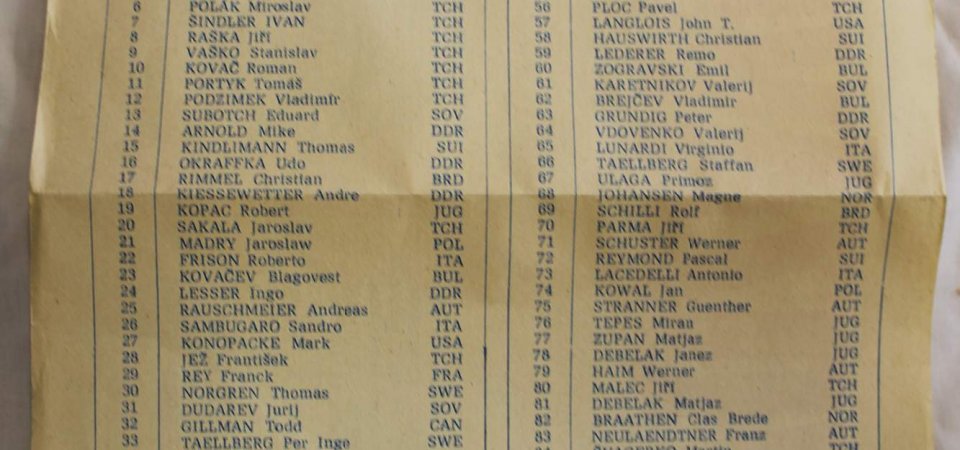 6 POLÁK Miroslav TCH
7 ŠINDLER IVAN TCH
8 RAŠKA Jiří TCH
9 VAŠKO Stanislav TCH
10 KOVAČ Roman TCH
11 PORTYK Tomáš TCH
12 PODZIMEK Vladimír TCH
13 SUBOTCH Eduard SOV
14 ARNOLD Mike DDR
15 KINDLIMANN Thomas SUI
16 OKRAFFKA Udo DDR
17 RIMMEL Christian BRD
18 KIESSEWETTER Andre DDR
19 KOPAC Robert JUG
20 SAKALA Jaroslav TCH
21 MADRY Jaroslaw POL
22 FRISON Roberto ITA
23 KOVAČEV Blagovest BUL
24 LESSER Ingo DDR
25 RAUSCHMEIER Andreas AUT
26 SAMBUGARO Sandro ITA
27 KONOPACKE Mark USA
28 JEŽ František TCH
29 REY Franck FRA
30 NORGREN Thomas SWE
31 DUDAREV Jurij SOV
32 GILLMAN Todd CAN
33 TAELLBERG Per Inge SWE
56 PLOC Pavel TCH
57 LANGLOIS John T. USA
58 HAUSWIRTH Christian SUI
59 LEDERER Remo DDR
60 ZOGRAVSKI Emil BUL
61 KARETNIKOV Valerij SOV
62 BREJČEV Vladimir BUL
63 GRUNDIG Peter DDR
64 VDOVENKO Valerij SOV
65 LUNARDI Virginio ITA
66 TAELLBERG Staffan SWE
67 ULAGA Primoz JUG
68 JOHANSEN Magne NOR
69 SCHILLI Rolf BRD
70 PARMA Jiří TCH
71 SCHUSTER Werner AUT
72 REYMOND Pascal SUI
73 LACEDELLI Antonio ITA
74 KOWAL Jan POL
75 STRANNER Guenther AUT
76 TEPES Miran JUG
77 ZUPAN Matjaz JUG
78 DEBELAK Janez JUG
79 HAIM Werner AUT
80 MALEC Jiří TCH
81 DEBELAK Matjaz JUG
82 BRAATHEN Clas Brede NOR
83 NEULAENDTNER Franz AUT
TCH